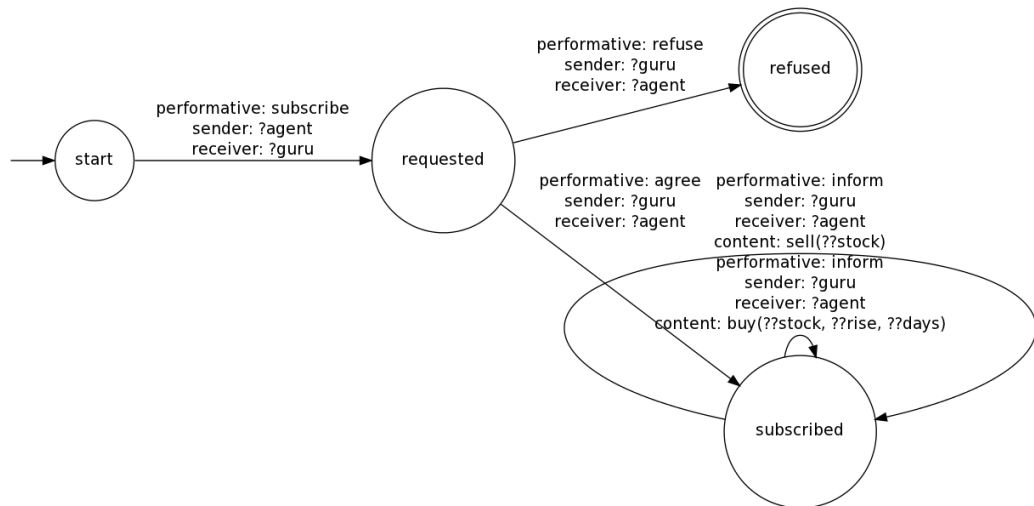 performative: refuse
sender: ?guru
receiver: ?agent
refused
performative: subscribe
sender: ?agent
receiver: ?guru
start
requested
performative: agree
sender: ?guru
receiver: ?agent
performative: inform
sender: ?guru
receiver: ?agent
content: sell(??stock)
performative: inform
sender: ?guru
receiver: ?agent
content: buy(??stock, ??rise, ??days)
subscribed